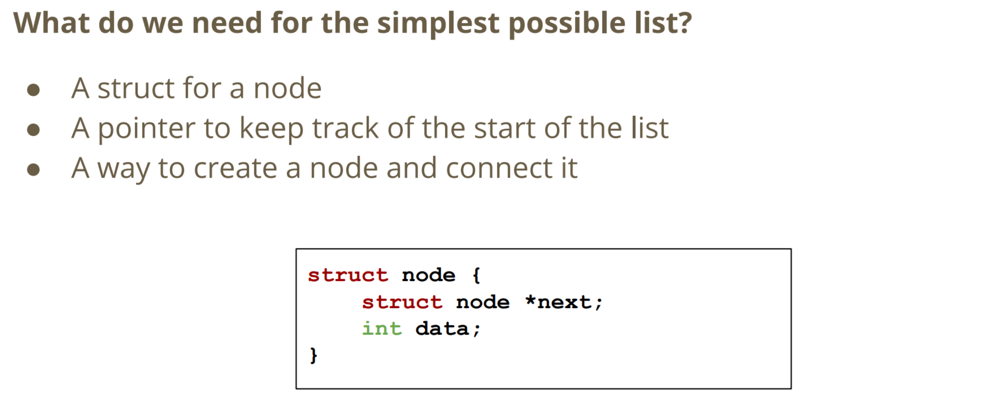 What do we need for the simplest possible list?
● A struct for a node
● A pointer to keep track of the start of the list
● A way to create a node and connect it
struct node {
    struct node *next;
    int data;
}